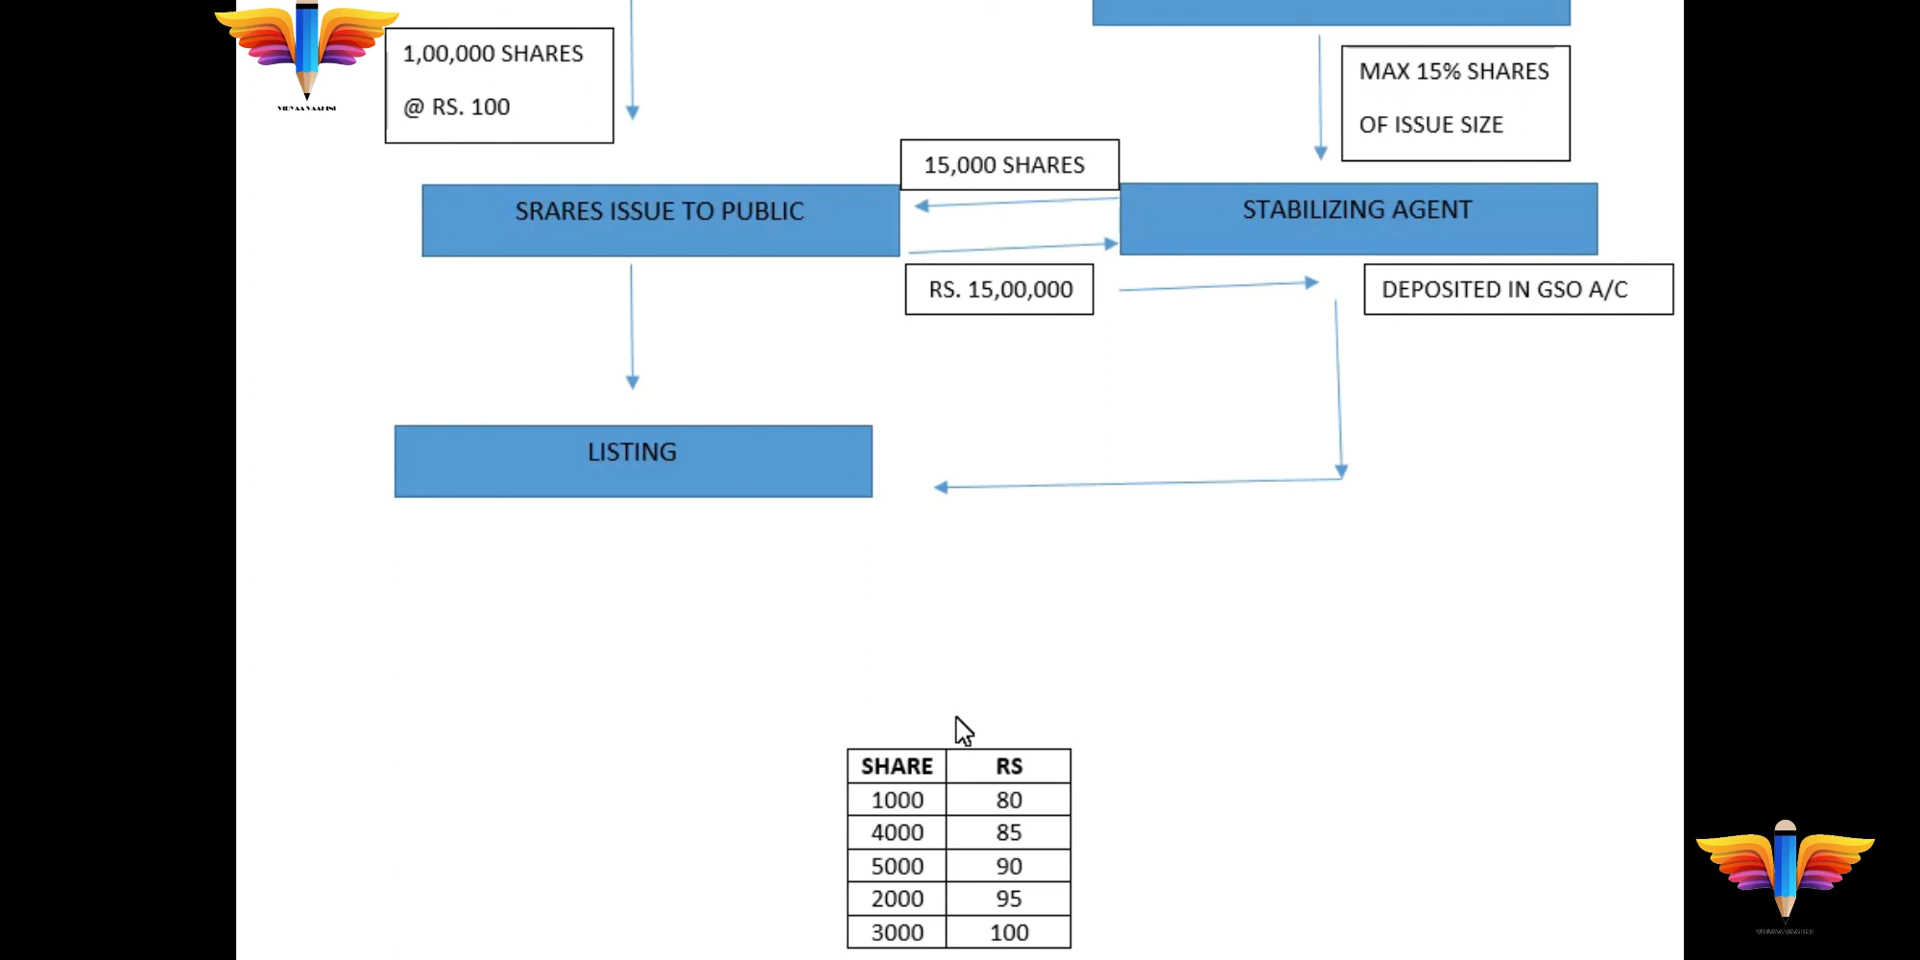 1,00,000 SHARES
@ RS. 100
MAX 15% SHARES
OF ISSUE SIZE
15,000 SHARES
SRARES ISSUE TO PUBLIC
STABILIZING AGENT
RS. 15,00,000
DEPOSITED IN GSO A/C
LISTING
SHARE RS
1000 80
4000 85
5000 90
2000 95
3000 100